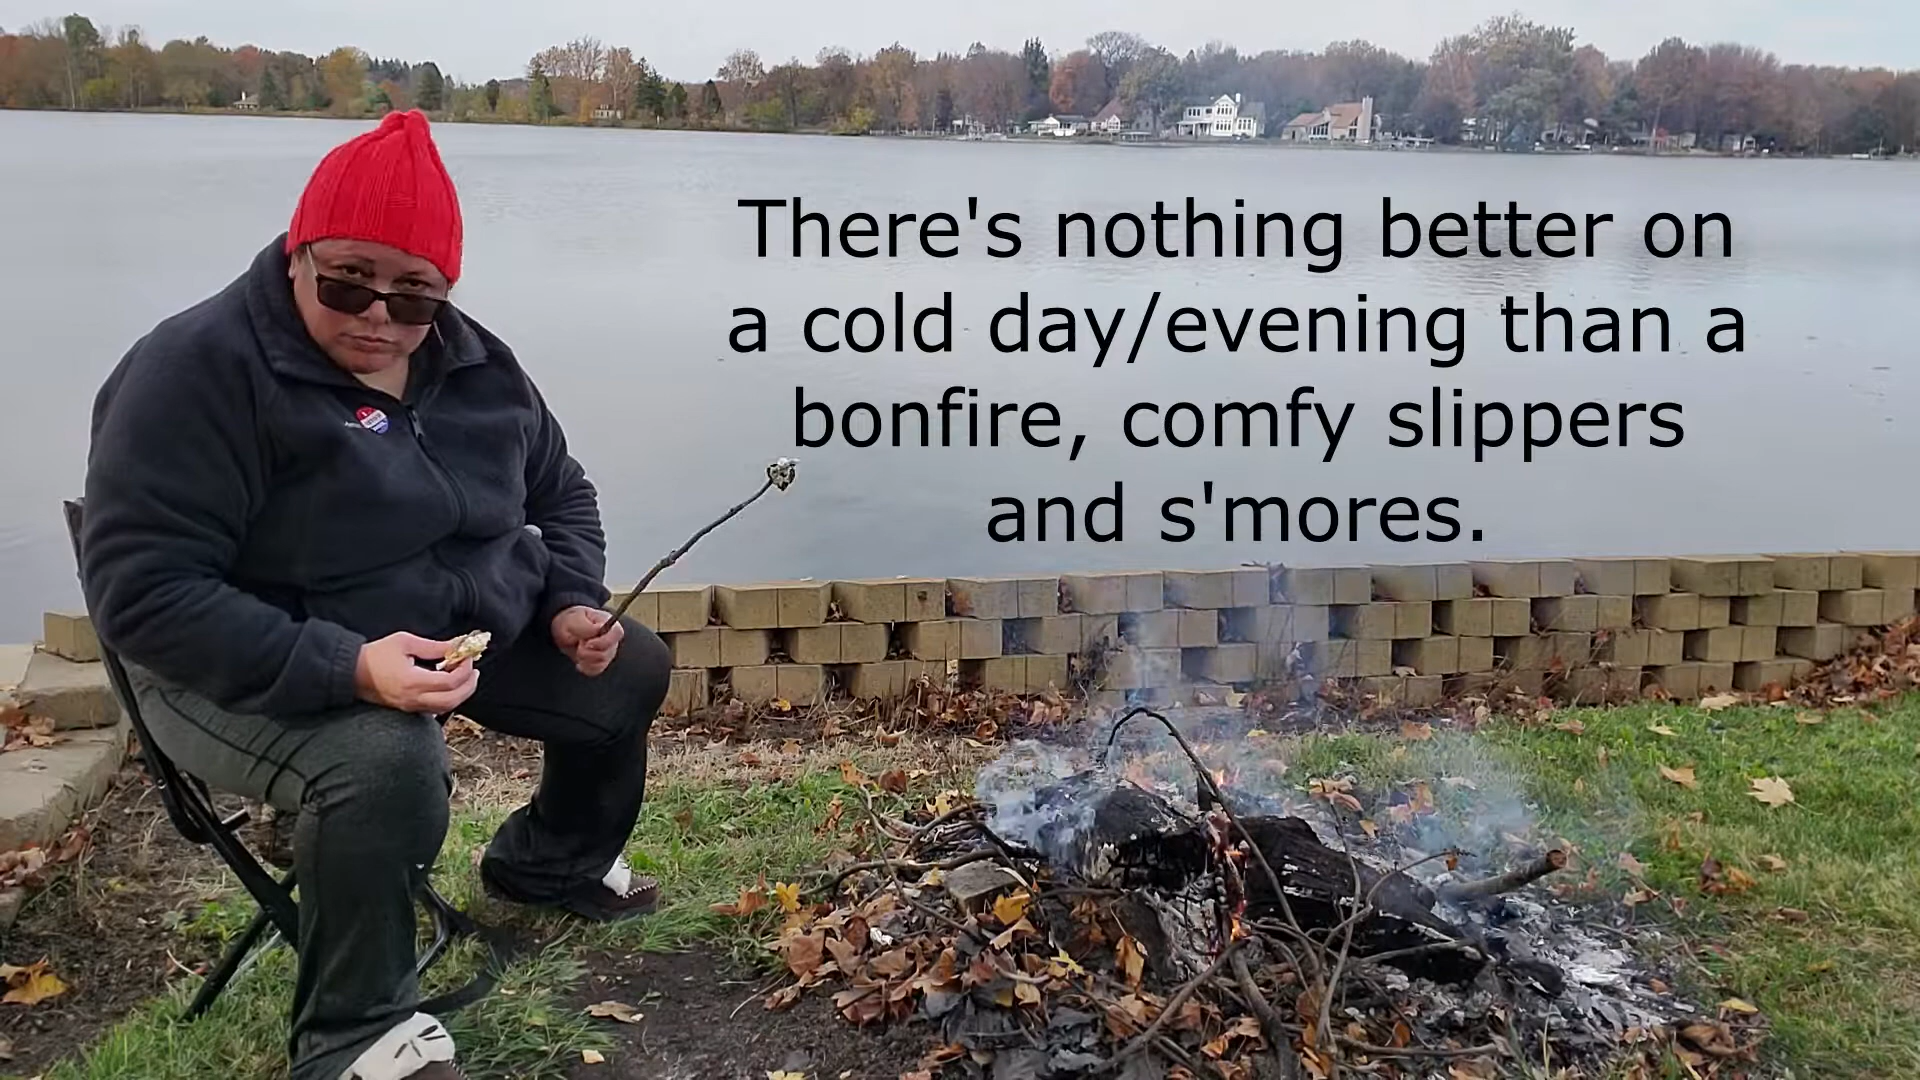 There's nothing better on
a cold day/evening than a
bonfire, comfy slippers
and s'mores.